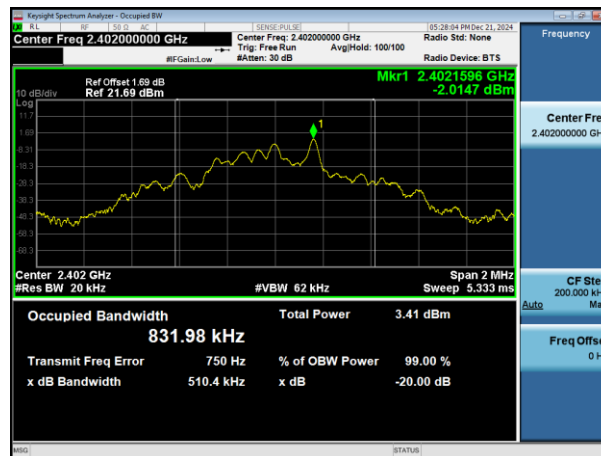 Keysight Spectrum Analyzer - Occupied BW
RL RF 50 Ω AC SENSE:PULSE 05:28:04 PM Dec 21, 2024
Center Freq 2.402000000 GHz Center Freq: 2.402000000 GHz Radio Std: None Frequency
Trig: Free Run Avg|Hold: 100/100
#IFGain:Low #Atten: 30 dB Radio Device: BTS
Ref Offset 1.69 dB Mkr1 2.4021596 GHz
10 dB/div Ref 21.69 dBm -2.0147 dBm
Log
11.7
1
1.69
-8.31
-18.3
-28.3
-38.3
-48.3
-58.3
-68.3
Center Fre
2.402000000 GH
Center 2.402 GHz Span 2 MHz
#Res BW 20 kHz #VBW 62 kHz Sweep 5.333 ms
CF Ste
200.000 kH
Auto Ma
Occupied Bandwidth Total Power 3.41 dBm
831.98 kHz
Transmit Freq Error 750 Hz % of OBW Power 99.00 %
x dB Bandwidth 510.4 kHz x dB -20.00 dB
Freq Offse
0 H
MSG STATUS